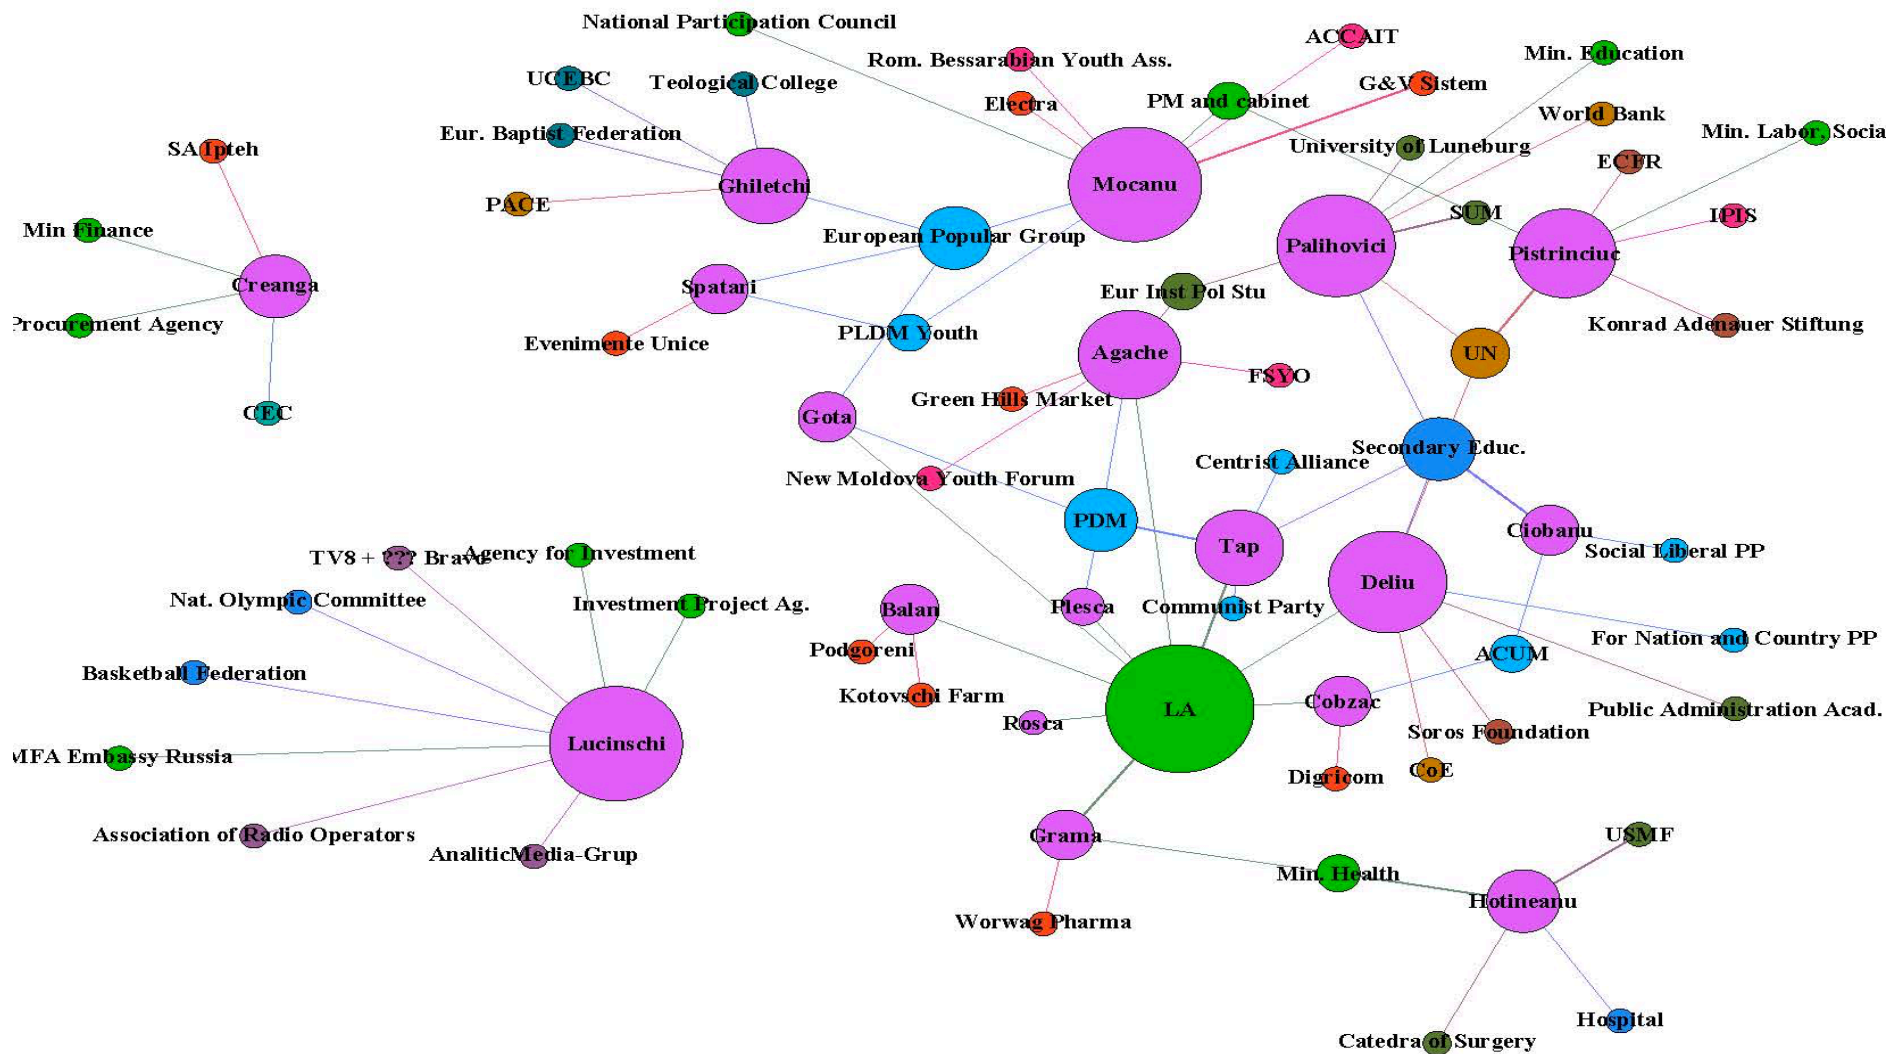 National Participation Council
ACCAIT
Rom. Bessarabian Youth Ass.
Min. Education
UCEBC
Teological College
G&V Sistem
Electra
PM and cabinet
World Bank
Eur. Baptist Federation
Min. Labor, Socia
SA Ipteh
University of Luneburg
ECFR
Ghiletchi
Mocanu
PACE
SUM
IPIS
Min Finance
European Popular Group
Palihovici
Pistrinciuc
Creanga
Spatari
Eur Inst Pol Stu
Procurement Agency
Konrad Adenauer Stiftung
PLDM Youth
Evenimente Unice
Agache
UN
FSYO
Green Hills Market
CEC
Gota
Secondary Educ.
Centrist Alliance
New Moldova Youth Forum
PDM
Ciobanu
Tap
Social Liberal PP
TV8 + ??? Bravo
Agency for Investment
Deliu
Nat. Olympic Committee
Investment Project Ag.
Balan
Plesca
Communist Party
For Nation and Country PP
Podgoreni
ACUM
Basketball Federation
Kotovschi Farm
Cobzac
LA
Public Administration Acad.
Rosca
Soros Foundation
Lucinschi
MFA Embassy Russia
CoE
Digricom
Association of Radio Operators
Grama
USMF
AnaliticMedia-Grup
Min. Health
Hotineanu
Worwag Pharma
Hospital
Catedra of Surgery